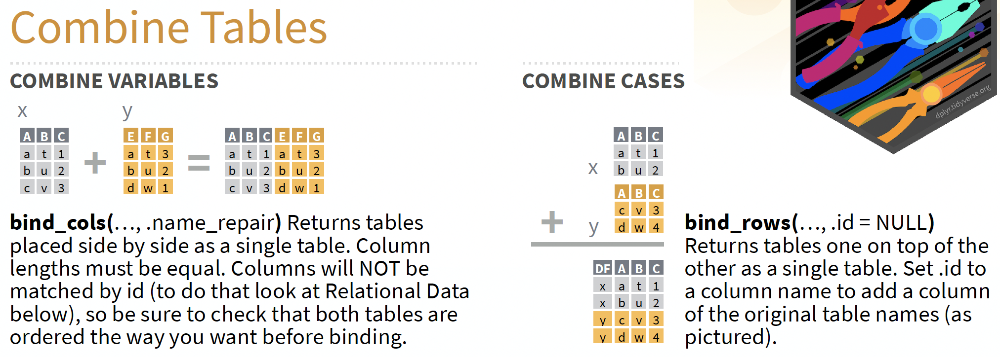 Combine Tables
COMBINE VARIABLES
x y
A B C E F G A B C E F G
a t 1 a t 3 a t 1 a t 3
+ =
b u 2 b u 2 b u 2 b u 2
c v 3 d w 1 c v 3 d w 1
bind_cols(…, .name_repair) Returns tables
placed side by side as a single table. Column
lengths must be equal. Columns will NOT be
matched by id (to do that look at Relational Data
below), so be sure to check that both tables are
ordered the way you want before binding.
COMBINE CASES
A B C
a t 1
x b u 2
A B C
c v 3
+ y d w 4
DF A B C
x a t 1
x b u 2
y c v 3
y d w 4
bind_rows(…, .id = NULL)
Returns tables one on top of the
other as a single table. Set .id to
a column name to add a column
of the original table names (as
pictured).
dplyr.tidyverse.org